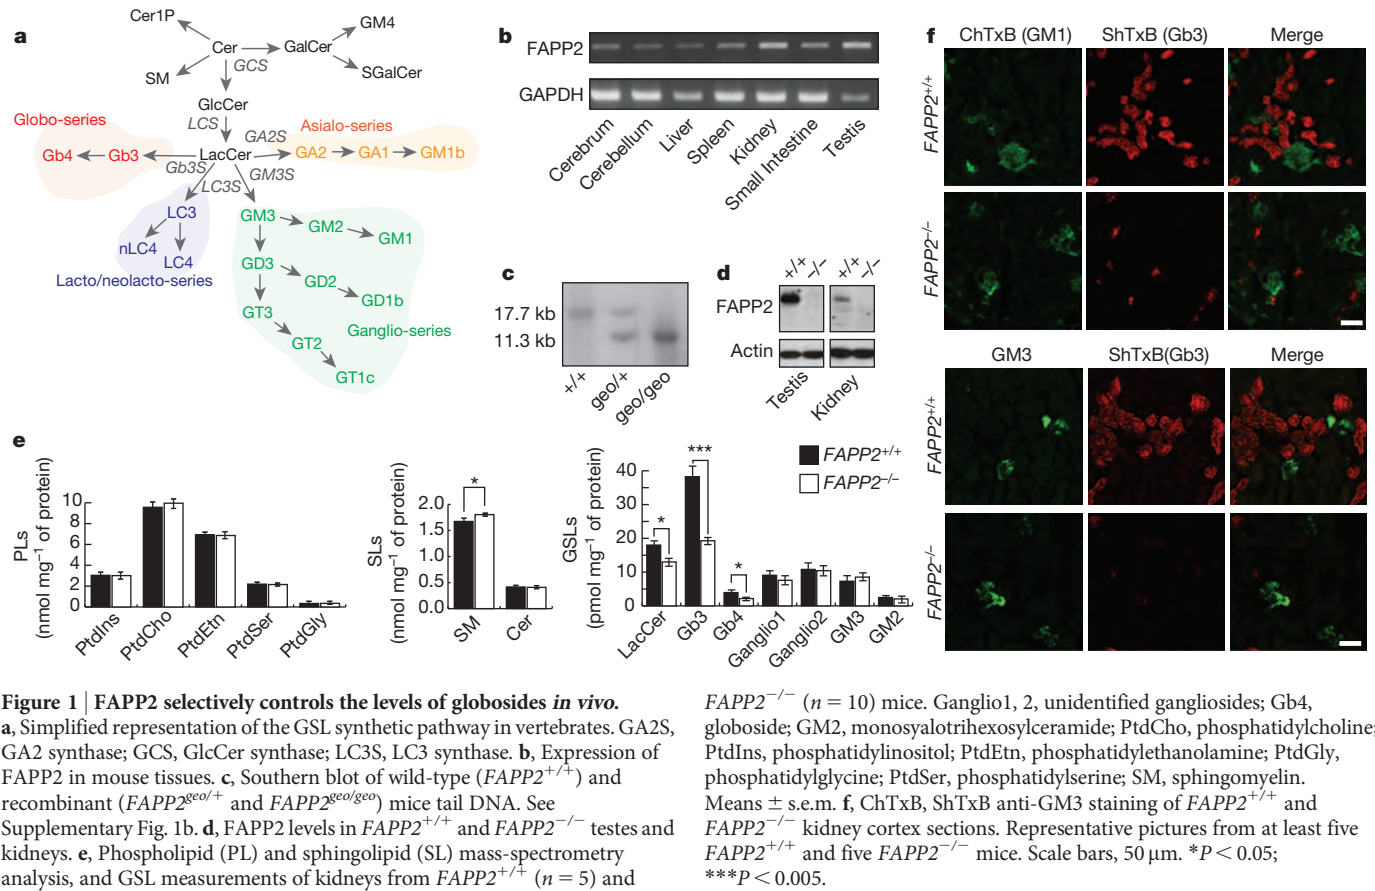 a
Cer1P
GM4
Cer
GalCer
GCS
SM
SGalCer
GlcCer
LCS
Globo-series
GA2S
Asialo-series
Gb4
Gb3
LacCer
GA2
GA1
GM1b
Gb3S
LC3S
GM3S
LC3
GM3
GM2
GM1
nLC4
LC4
GD3
GD2
GD1b
Lacto/neolacto-series
GT3
Ganglio-series
GT2
GT1c
b
FAPP2
GAPDH
Cerebrum
Cerebellum
Liver
Spleen
Kidney
Small Intestine
Testis
c
17.7 kb
11.3 kb
+/+
geo/+
geo/geo
d
+/+
–/–
+/+
–/–
FAPP2
Actin
Testis
Kidney
e
PLs
(nmol mg⁻¹ of protein)
10
8
6
4
2
0
PtdIns
PtdCho
PtdEtn
PtdSer
PtdGly
SLs
(nmol mg⁻¹ of protein)
2.0
1.5
1.0
0.5
0.0
*
SM
Cer
GSLs
(pmol mg⁻¹ of protein)
40
30
20
10
0
*
***
*
LacCer
Gb3
Gb4
Ganglio1
Ganglio2
GM3
GM2
FAPP2⁺/⁺
FAPP2⁻/⁻
f
ChTxB (GM1)
ShTxB (Gb3)
Merge
FAPP2⁺/⁺
FAPP2⁻/⁻
GM3
ShTxB(Gb3)
Merge
FAPP2⁺/⁺
FAPP2⁻/⁻
Figure 1 | FAPP2 selectively controls the levels of globosides in vivo.
a, Simplified representation of the GSL synthetic pathway in vertebrates. GA2S,
GA2 synthase; GCS, GlcCer synthase; LC3S, LC3 synthase. b, Expression of
FAPP2 in mouse tissues. c, Southern blot of wild-type (FAPP2⁺/⁺) and
recombinant (FAPP2geo/+ and FAPP2geo/geo) mice tail DNA. See
Supplementary Fig. 1b. d, FAPP2 levels in FAPP2⁺/⁺ and FAPP2⁻/⁻ testes and
kidneys. e, Phospholipid (PL) and sphingolipid (SL) mass-spectrometry
analysis, and GSL measurements of kidneys from FAPP2⁺/⁺ (n = 5) and
FAPP2⁻/⁻ (n = 10) mice. Ganglio1, 2, unidentified gangliosides; Gb4,
globoside; GM2, monosyalotrihexosylceramide; PtdCho, phosphatidylcholine;
PtdIns, phosphatidylinositol; PtdEtn, phosphatidylethanolamine; PtdGly,
phosphatidylglycine; PtdSer, phosphatidylserine; SM, sphingomyelin.
Means ± s.e.m. f, ChTxB, ShTxB anti-GM3 staining of FAPP2⁺/⁺ and
FAPP2⁻/⁻ kidney cortex sections. Representative pictures from at least five
FAPP2⁺/⁺ and five FAPP2⁻/⁻ mice. Scale bars, 50 µm. *P < 0.05;
***P < 0.005.